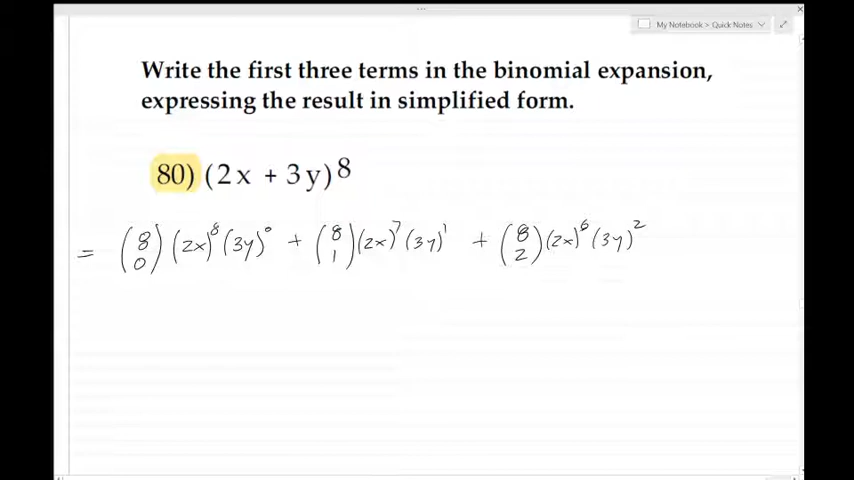 My Notebook > Quick Notes
Write the first three terms in the binomial expansion,
expressing the result in simplified form.
80) (2x + 3y)⁸
= (8 0)(2x)⁸(3y)⁰ + (8 1)(2x)⁷(3y)¹ + (8 2)(2x)⁶(3y)²